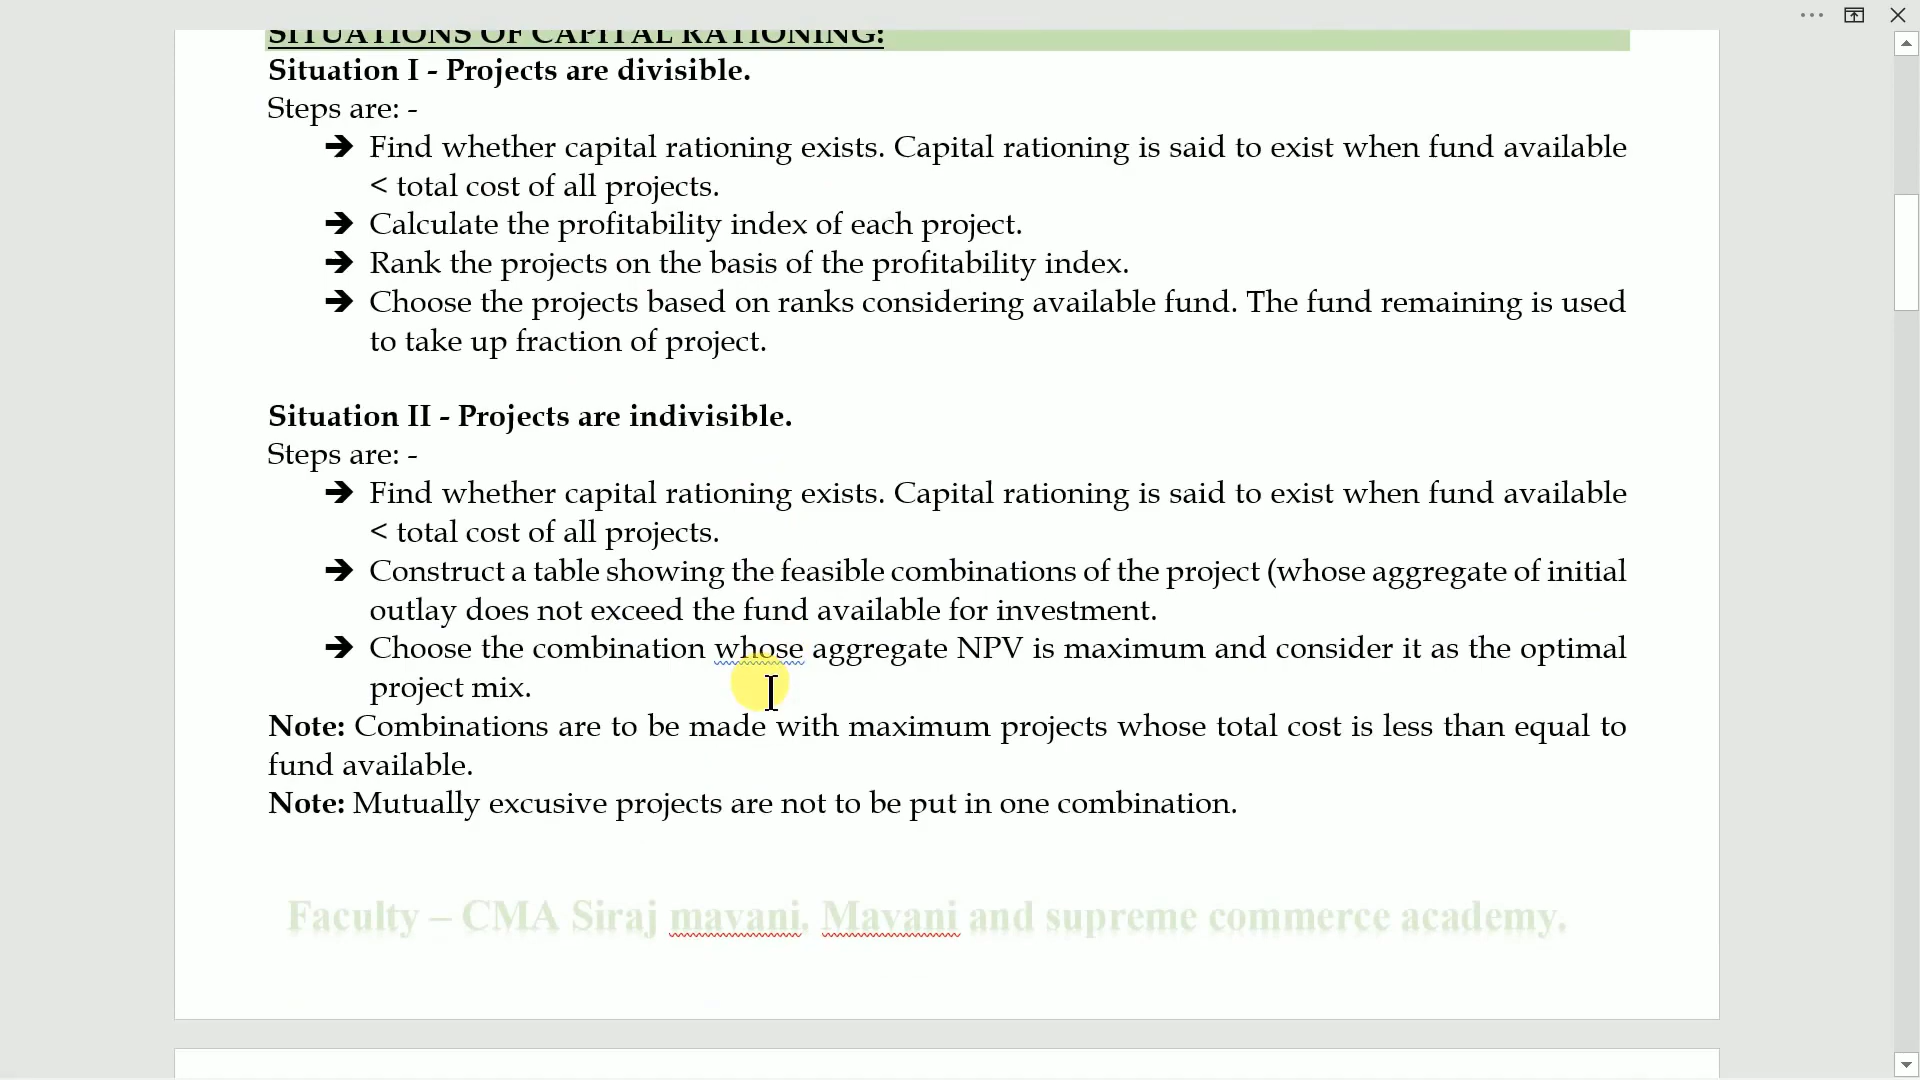 SITUATIONS OF CAPITAL RATIONING:
Situation I - Projects are divisible.
Steps are: -
➔ Find whether capital rationing exists. Capital rationing is said to exist when fund available
< total cost of all projects.
➔ Calculate the profitability index of each project.
➔ Rank the projects on the basis of the profitability index.
➔ Choose the projects based on ranks considering available fund. The fund remaining is used
to take up fraction of project.
Situation II - Projects are indivisible.
Steps are: -
➔ Find whether capital rationing exists. Capital rationing is said to exist when fund available
< total cost of all projects.
➔ Construct a table showing the feasible combinations of the project (whose aggregate of initial
outlay does not exceed the fund available for investment.
➔ Choose the combination whose aggregate NPV is maximum and consider it as the optimal
project mix.
Note: Combinations are to be made with maximum projects whose total cost is less than equal to
fund available.
Note: Mutually excusive projects are not to be put in one combination.
Faculty – CMA Siraj mavani. Mavani and supreme commerce academy.